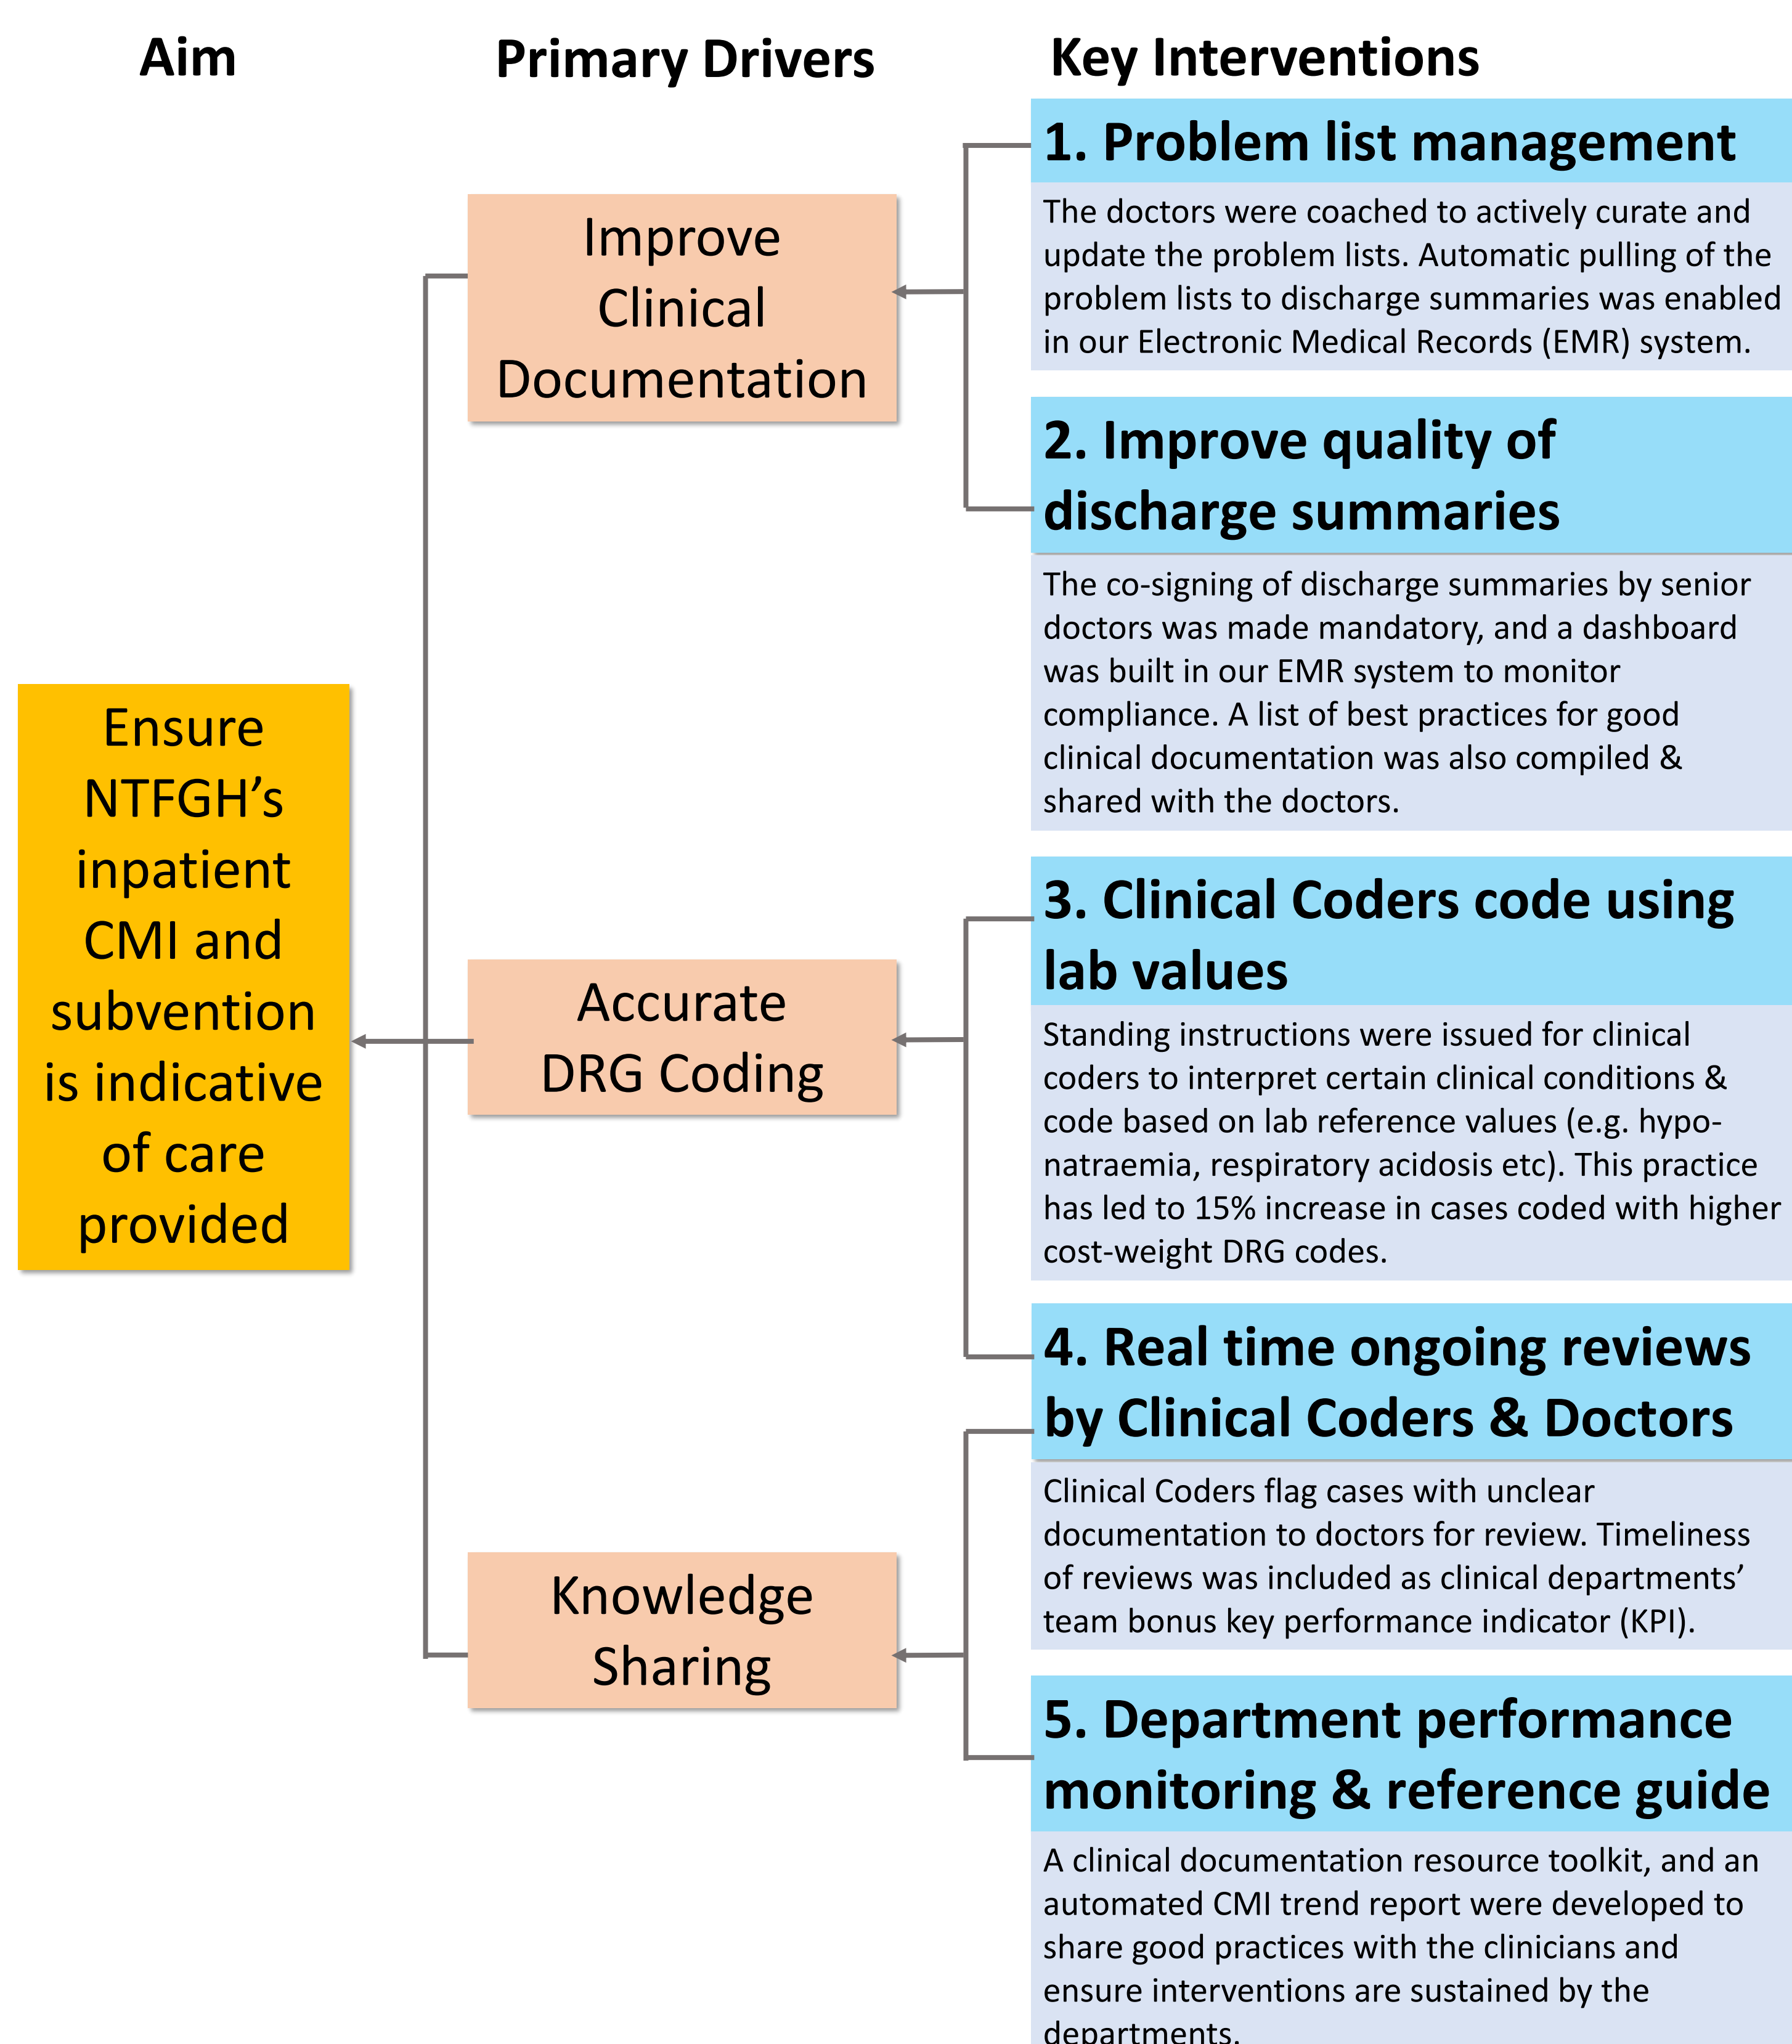 Aim
Primary Drivers
Key Interventions
Ensure
NTFGH’s
inpatient
CMI and
subvention
is indicative
of care
provided
Improve
Clinical
Documentation
Accurate
DRG Coding
Knowledge
Sharing
1. Problem list management
The doctors were coached to actively curate and
update the problem lists. Automatic pulling of the
problem lists to discharge summaries was enabled
in our Electronic Medical Records (EMR) system.
2. Improve quality of
discharge summaries
The co-signing of discharge summaries by senior
doctors was made mandatory, and a dashboard
was built in our EMR system to monitor
compliance. A list of best practices for good
clinical documentation was also compiled &
shared with the doctors.
3. Clinical Coders code using
lab values
Standing instructions were issued for clinical
coders to interpret certain clinical conditions &
code based on lab reference values (e.g. hypo-
natraemia, respiratory acidosis etc). This practice
has led to 15% increase in cases coded with higher
cost-weight DRG codes.
4. Real time ongoing reviews
by Clinical Coders & Doctors
Clinical Coders flag cases with unclear
documentation to doctors for review. Timeliness
of reviews was included as clinical departments’
team bonus key performance indicator (KPI).
5. Department performance
monitoring & reference guide
A clinical documentation resource toolkit, and an
automated CMI trend report were developed to
share good practices with the clinicians and
ensure interventions are sustained by the
departments.